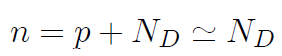 n = p + N_D ≃ N_D